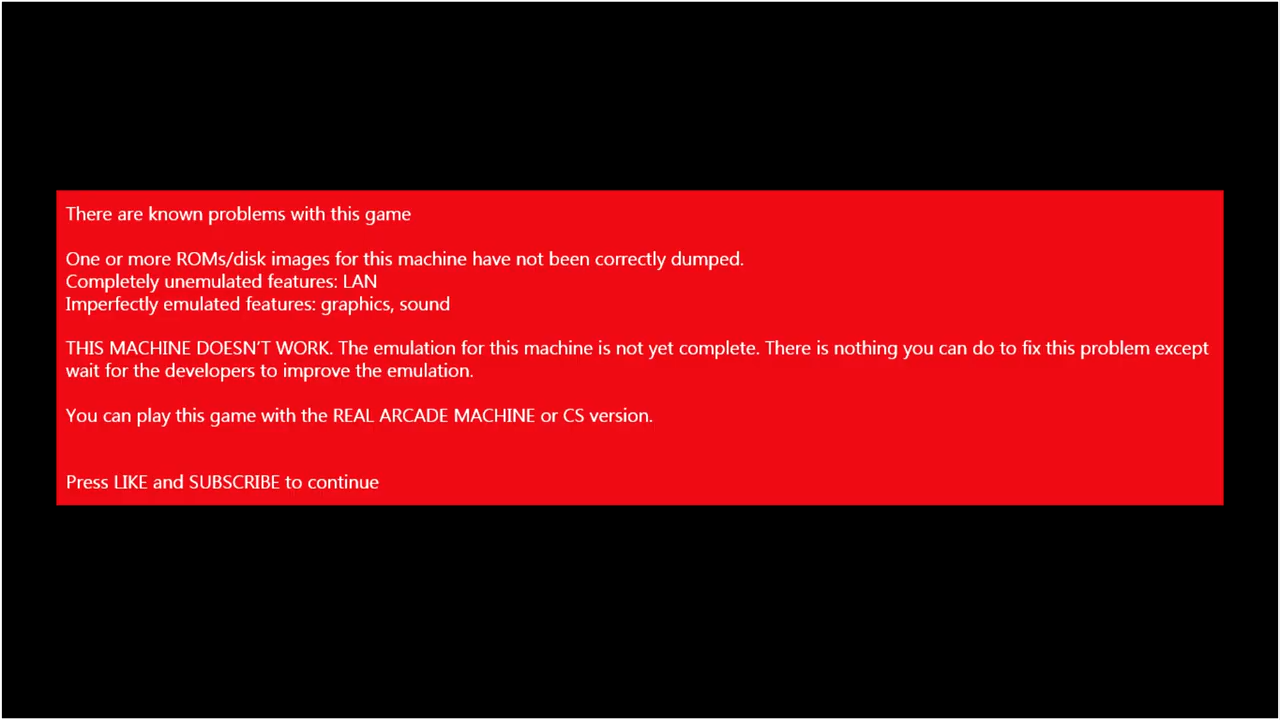 There are known problems with this game
One or more ROMs/disk images for this machine have not been correctly dumped.
Completely unemulated features: LAN
Imperfectly emulated features: graphics, sound
THIS MACHINE DOESN'T WORK. The emulation for this machine is not yet complete. There is nothing you can do to fix this problem except
wait for the developers to improve the emulation.
You can play this game with the REAL ARCADE MACHINE or CS version.
Press LIKE and SUBSCRIBE to continue